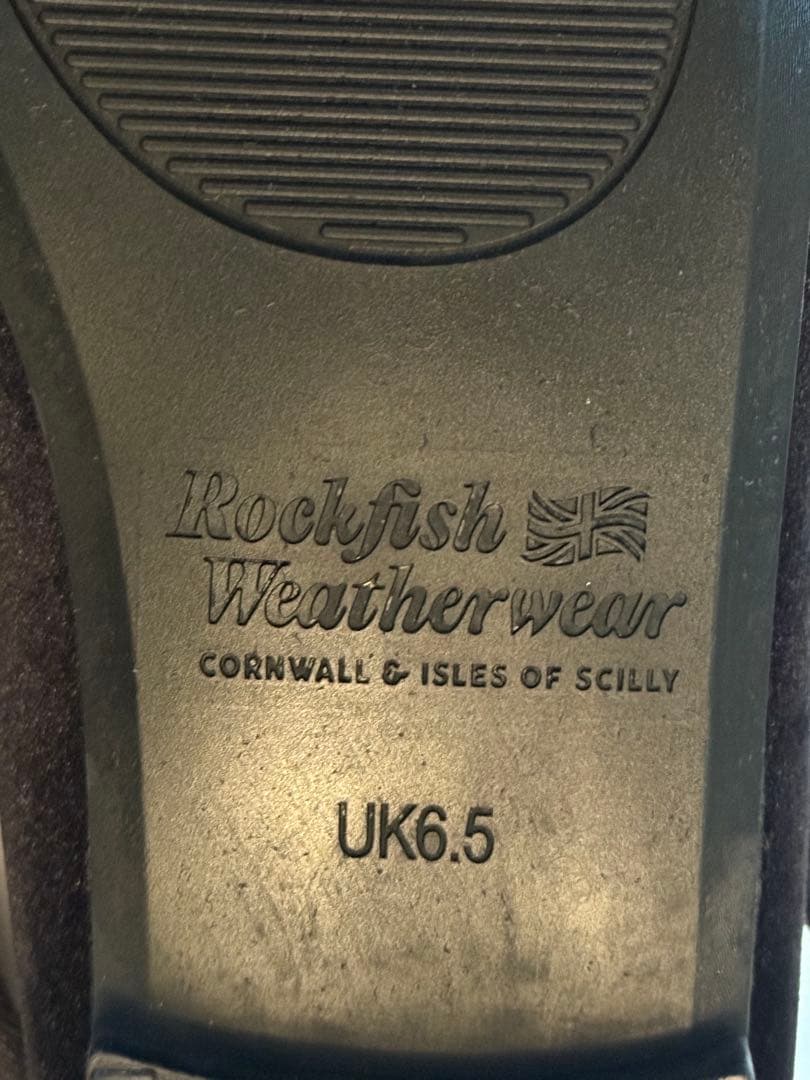 Rockfish
Weatherwear
CORNWALL & ISLES OF SCILLY
UK6.5